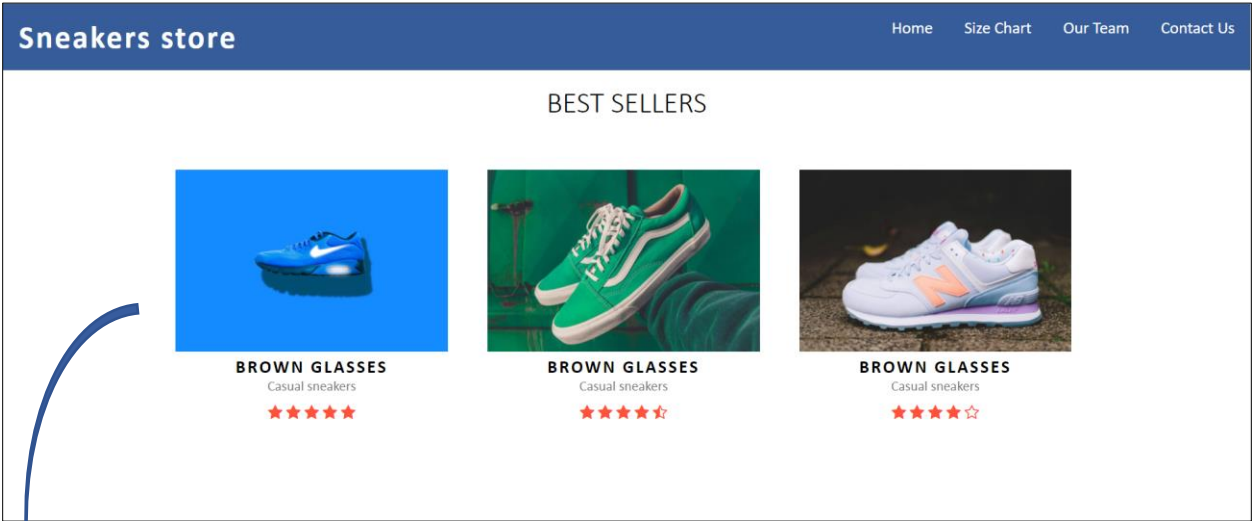 Sneakers store
Home Size Chart Our Team Contact Us
BEST SELLERS
BROWN GLASSES
Casual sneakers
BROWN GLASSES
Casual sneakers
BROWN GLASSES
Casual sneakers